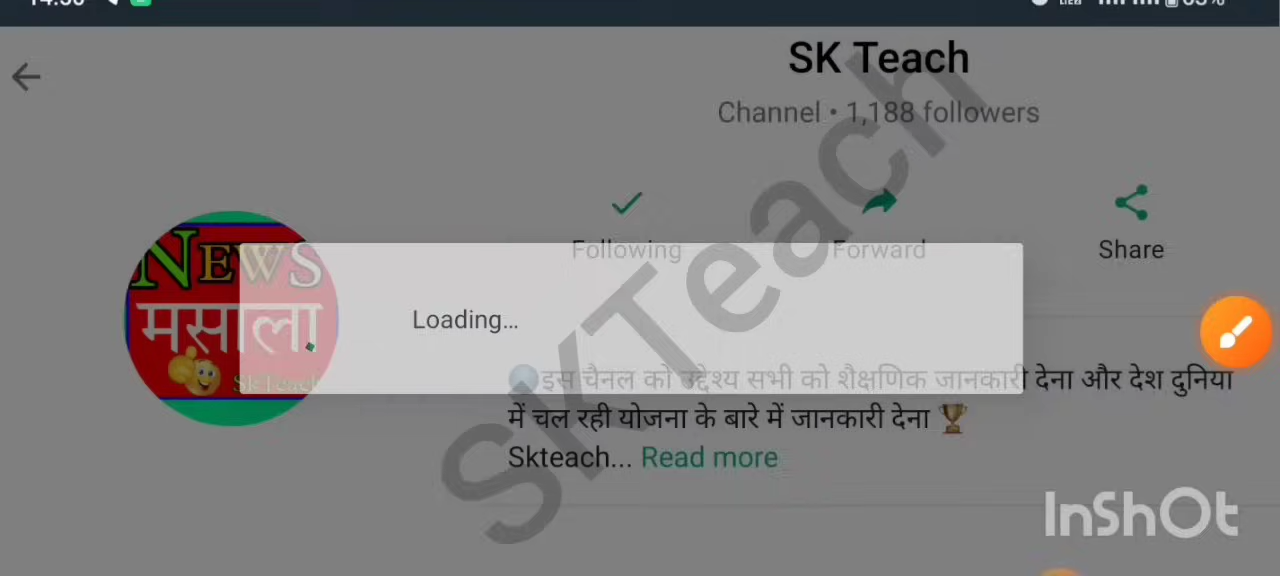 SK Teach
Channel • 1,188 followers
Following
Forward
Share
NEWS
मसाला
SkTeach
Loading...
इस चैनल को उद्देश्य सभी को शैक्षणिक जानकारी देना और देश दुनिया
में चल रही योजना के बारे में जानकारी देना 🏆
Skteach... Read more
SKTeach
InShOt